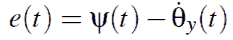 e(t) = ψ(t) − θ̇_y(t)